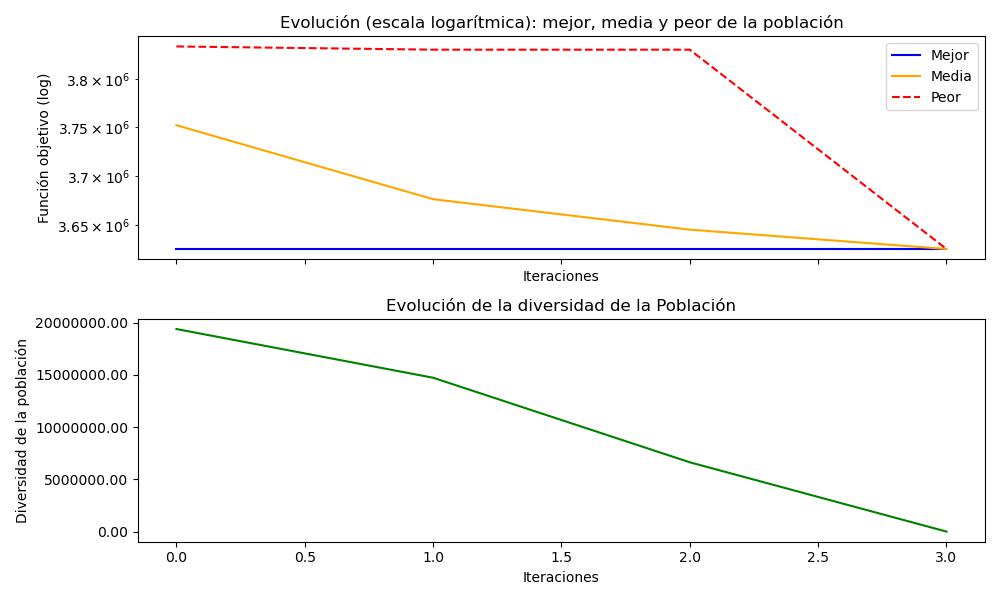 Evolución (escala logarítmica): mejor, media y peor de la población
Función objetivo (log)
3.8 × 10⁶
3.75 × 10⁶
3.7 × 10⁶
3.65 × 10⁶
Mejor
Media
Peor
Iteraciones
Evolución de la diversidad de la Población
Diversidad de la población
20000000.00
15000000.00
10000000.00
5000000.00
0.00
0.0 0.5 1.0 1.5 2.0 2.5 3.0
Iteraciones